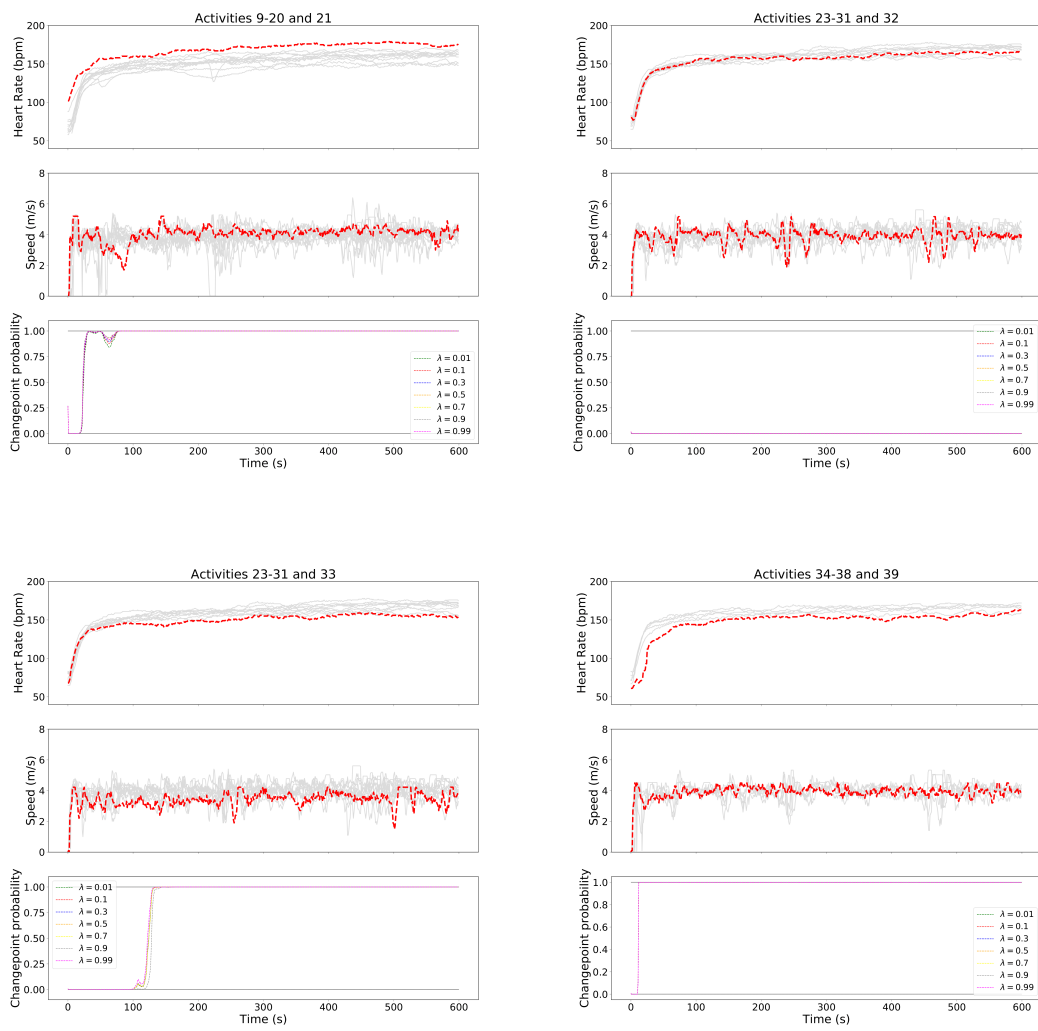 Activities 9-20 and 21
Heart Rate (bpm)
200
150
100
50
Speed (m/s)
8
6
4
2
0
Changepoint probability
1.00
0.75
0.50
0.25
0.00
λ = 0.01
λ = 0.1
λ = 0.3
λ = 0.5
λ = 0.7
λ = 0.9
λ = 0.99
0 100 200 300 400 500 600
Time (s)
Activities 23-31 and 32
Heart Rate (bpm)
200
150
100
50
Speed (m/s)
8
6
4
2
0
Changepoint probability
1.00
0.75
0.50
0.25
0.00
λ = 0.01
λ = 0.1
λ = 0.3
λ = 0.5
λ = 0.7
λ = 0.9
λ = 0.99
0 100 200 300 400 500 600
Time (s)
Activities 23-31 and 33
Heart Rate (bpm)
200
150
100
50
Speed (m/s)
8
6
4
2
0
Changepoint probability
1.00
0.75
0.50
0.25
0.00
λ = 0.01
λ = 0.1
λ = 0.3
λ = 0.5
λ = 0.7
λ = 0.9
λ = 0.99
0 100 200 300 400 500 600
Time (s)
Activities 34-38 and 39
Heart Rate (bpm)
200
150
100
50
Speed (m/s)
8
6
4
2
0
Changepoint probability
1.0
0.8
0.6
0.4
0.2
0.0
λ = 0.01
λ = 0.1
λ = 0.3
λ = 0.5
λ = 0.7
λ = 0.9
λ = 0.99
0 100 200 300 400 500 600
Time (s)